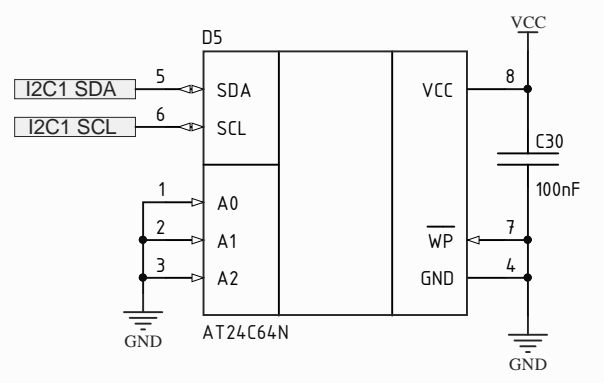 VCC
D5
I2C1 SDA 5 SDA VCC 8
I2C1 SCL 6 SCL C30
1 A0 100nF
2 A1 WP 7
3 A2 GND 4
GND AT24C64N GND